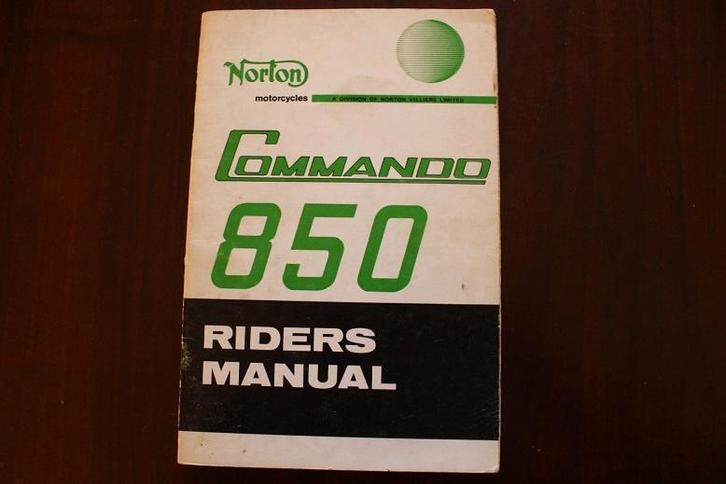 Norton
motorcycles
A DIVISION OF NORTON VILLIERS LIMITED
COMMANDO
850
RIDERS
MANUAL